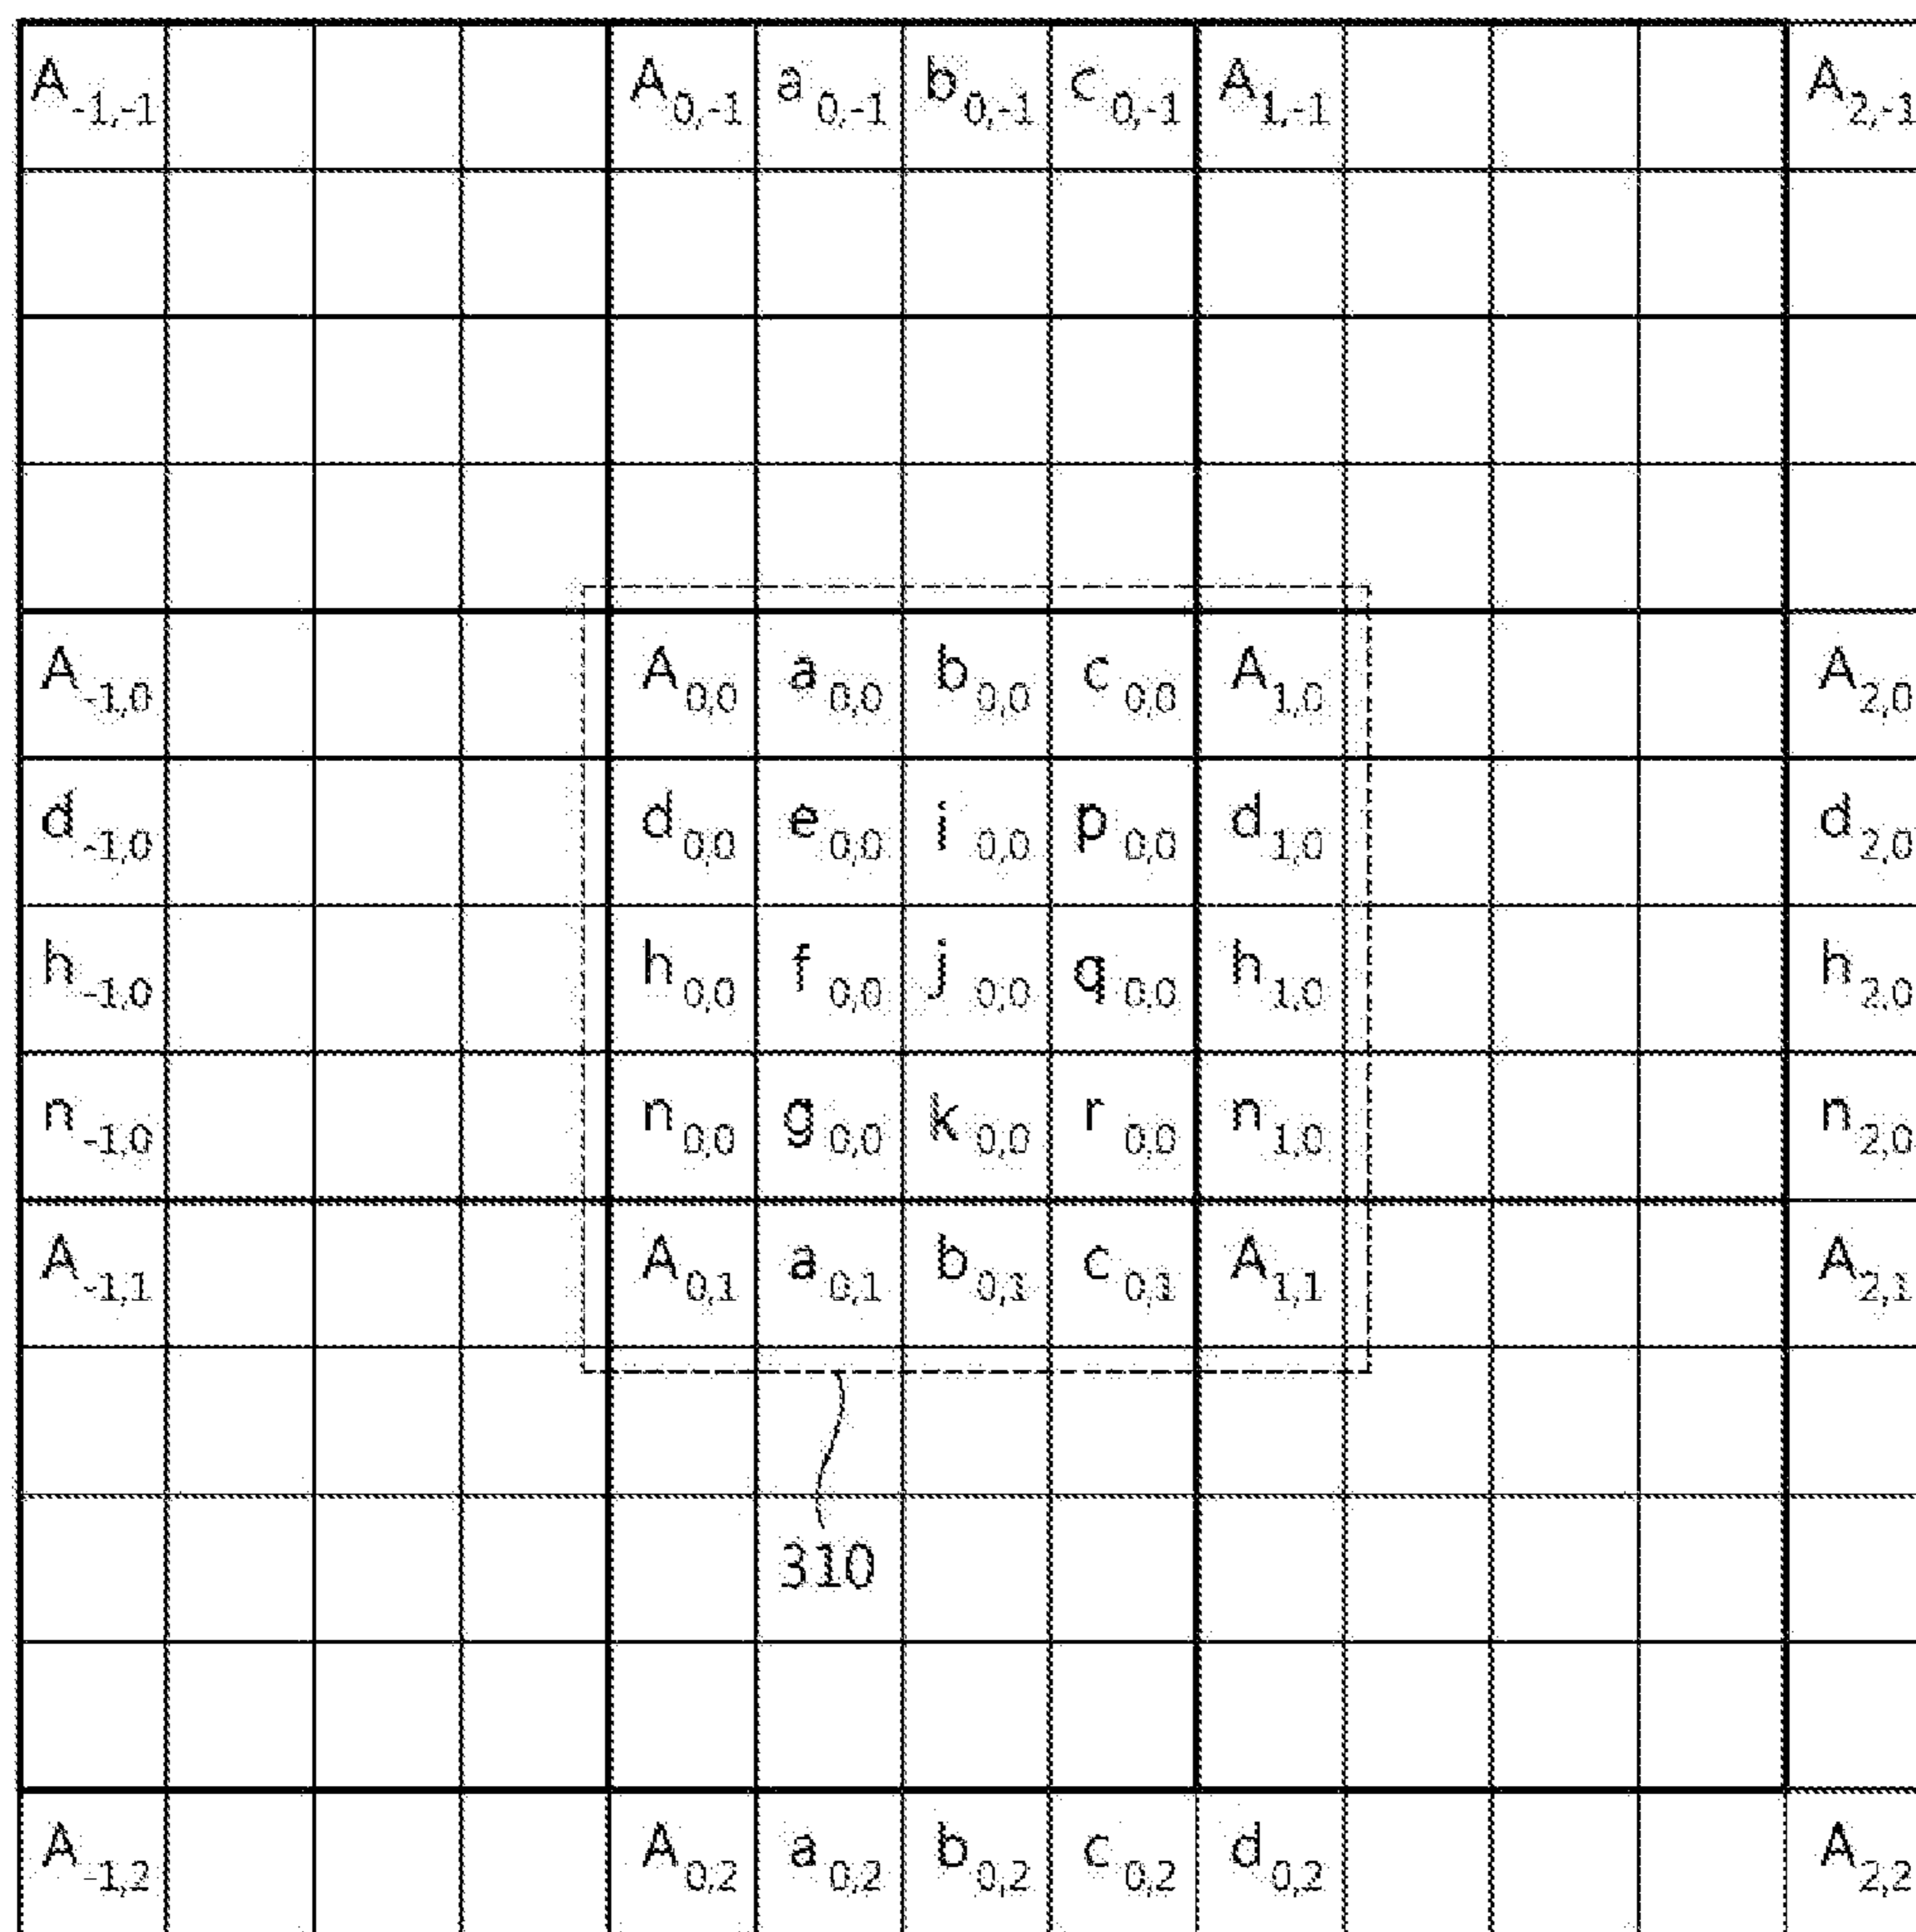 A-1,-1 A0,-1 a0,-1 b0,-1 c0,-1 A1,-1 A2,-1
A-1,0 A0,0 a0,0 b0,0 c0,0 A1,0 A2,0
d-1,0 d0,0 e0,0 i0,0 p0,0 d1,0 d2,0
h-1,0 h0,0 f0,0 j0,0 q0,0 h1,0 h2,0
n-1,0 n0,0 g0,0 k0,0 r0,0 n1,0 n2,0
A-1,1 A0,1 a0,1 b0,1 c0,1 A1,1 A2,1
310
A-1,2 A0,2 a0,2 b0,2 c0,2 d0,2 A2,2